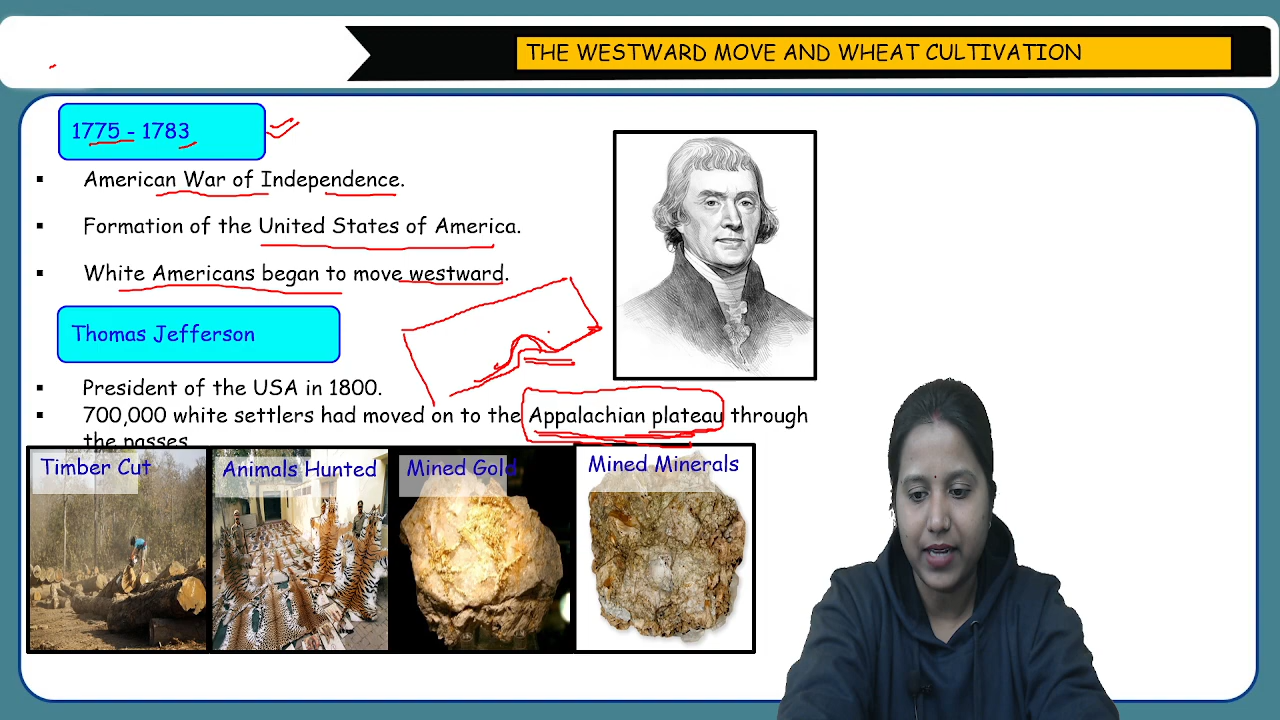 THE WESTWARD MOVE AND WHEAT CULTIVATION
1775 - 1783
▪ American War of Independence.
▪ Formation of the United States of America.
▪ White Americans began to move westward.
Thomas Jefferson
▪ President of the USA in 1800.
▪ 700,000 white settlers had moved on to the Appalachian plateau through
the passes
Timber Cut
Animals Hunted
Mined Gold
Mined Minerals